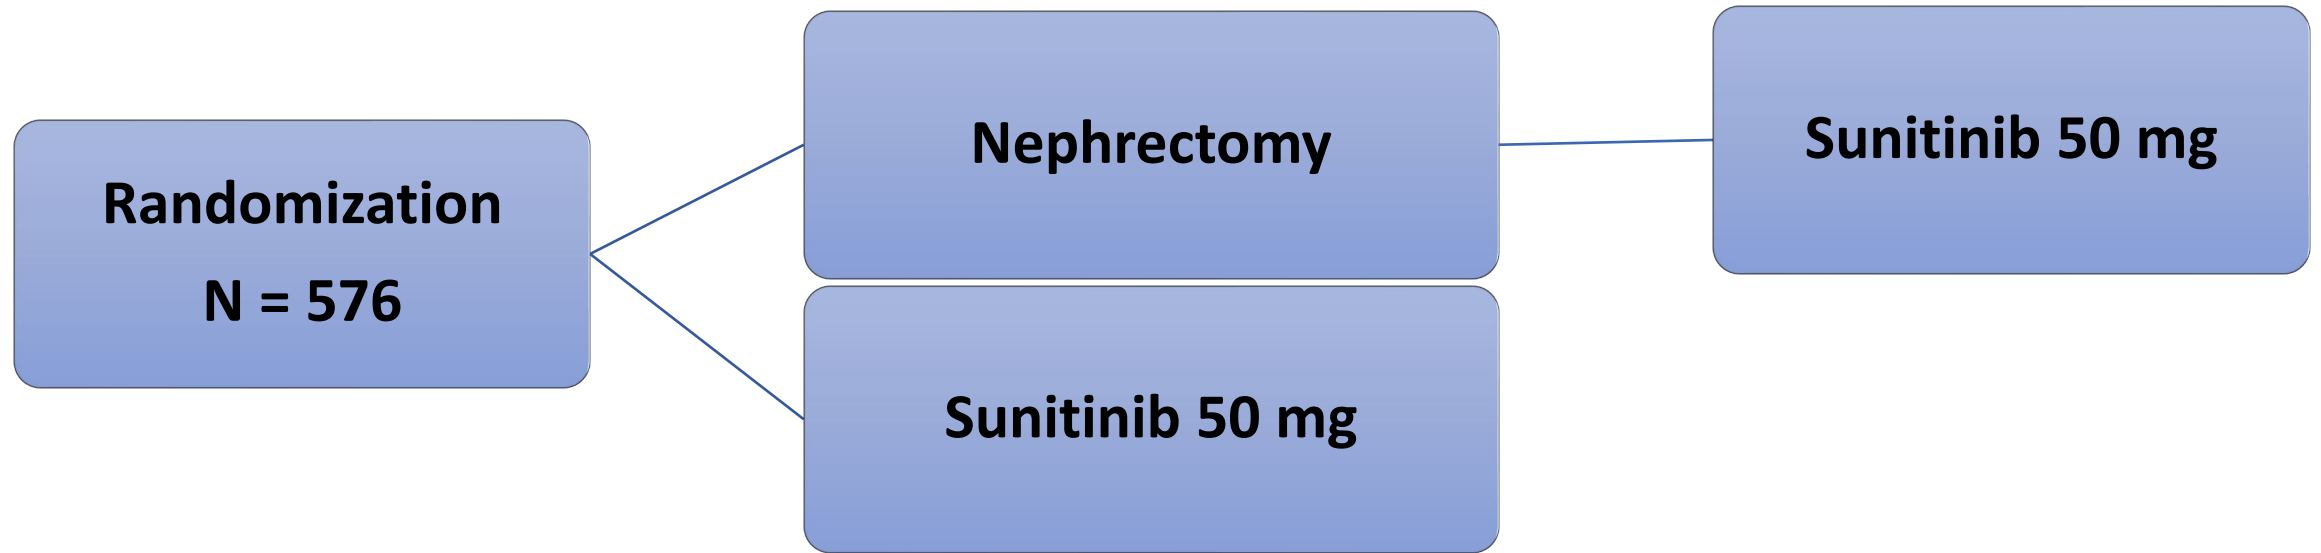 Randomization
N = 576
Nephrectomy
Sunitinib 50 mg
Sunitinib 50 mg